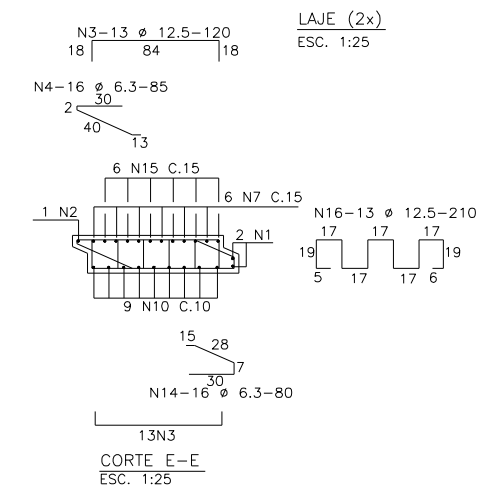 LAJE (2x)
ESC. 1:25
N3-13 ø 12.5-120
18 84 18
N4-16 ø 6.3-85
30
2
40
13
6 N15 C.15
6 N7 C.15
1 N2
2 N1
9 N10 C.10
N16-13 ø 12.5-210
17 17 17
19 19
5 17 17 6
15
28
7
30
N14-16 ø 6.3-80
13N3
CORTE E-E
ESC. 1:25